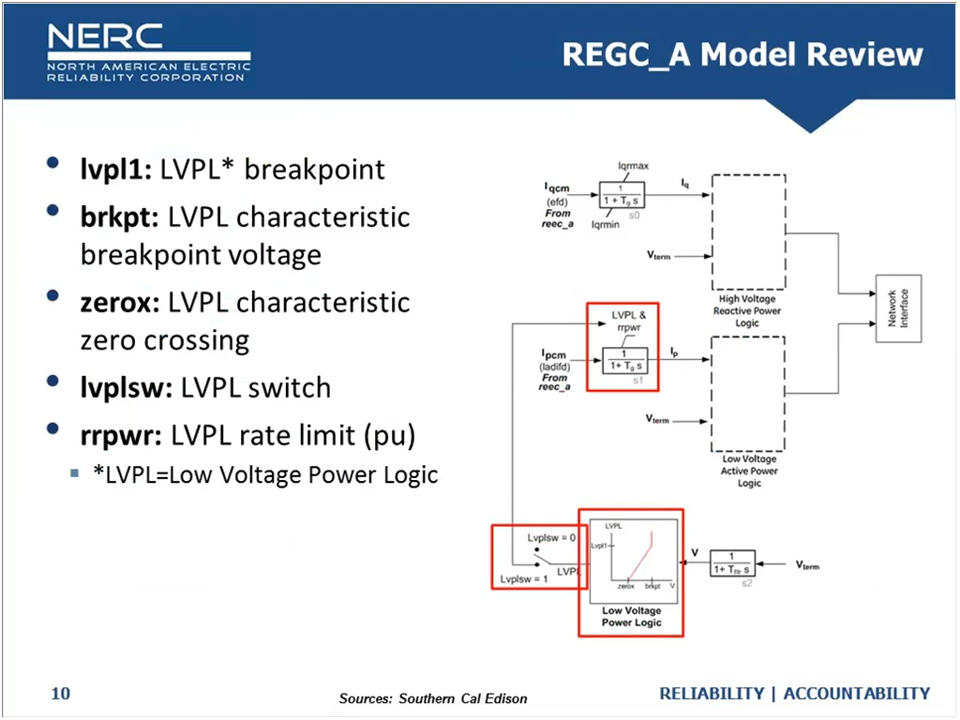 NERC
NORTH AMERICAN ELECTRIC
RELIABILITY CORPORATION
REGC_A Model Review
• lvpl1: LVPL* breakpoint
• brkpt: LVPL characteristic
breakpoint voltage
• zerox: LVPL characteristic
zero crossing
• lvplsw: LVPL switch
• rrpwr: LVPL rate limit (pu)
▪ *LVPL=Low Voltage Power Logic
Iqrmax
Iqcm
(efd)
From
reec_a
1
1 + Tg s
s0
Iqrmin
Iq
Vterm
High Voltage
Reactive Power
Logic
Network
Interface
LVPL &
rrpwr
Ipcm
(ladifd)
From
reec_a
1
1+ Tg s
s1
Ip
Vterm
Low Voltage
Active Power
Logic
Lvplsw = 0
Lvplsw = 1
LVPL
LVPL
Lvpl1
zerox
brkpt
V
Low Voltage
Power Logic
V
1
1+ Tfltr s
s2
Vterm
10
Sources: Southern Cal Edison
RELIABILITY | ACCOUNTABILITY